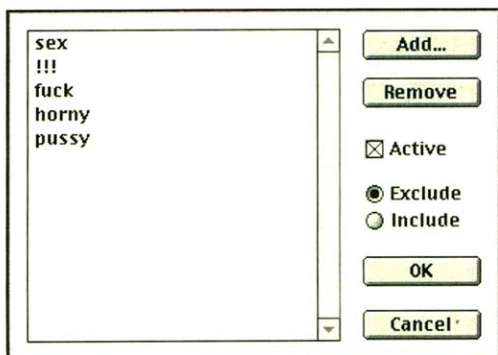 sex
!!!
fuck
horny
pussy
Add...
Remove
Active
Exclude
Include
OK
Cancel